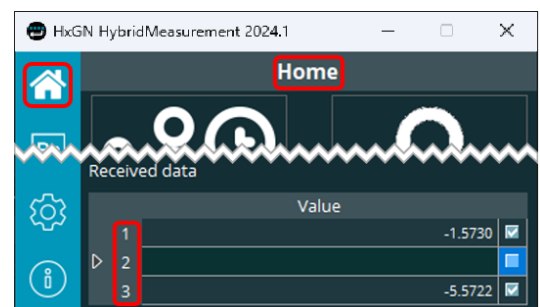 HxGN HybridMeasurement 2024.1
Home
Received data
Value
1 -1.5730
2
3 -5.5722